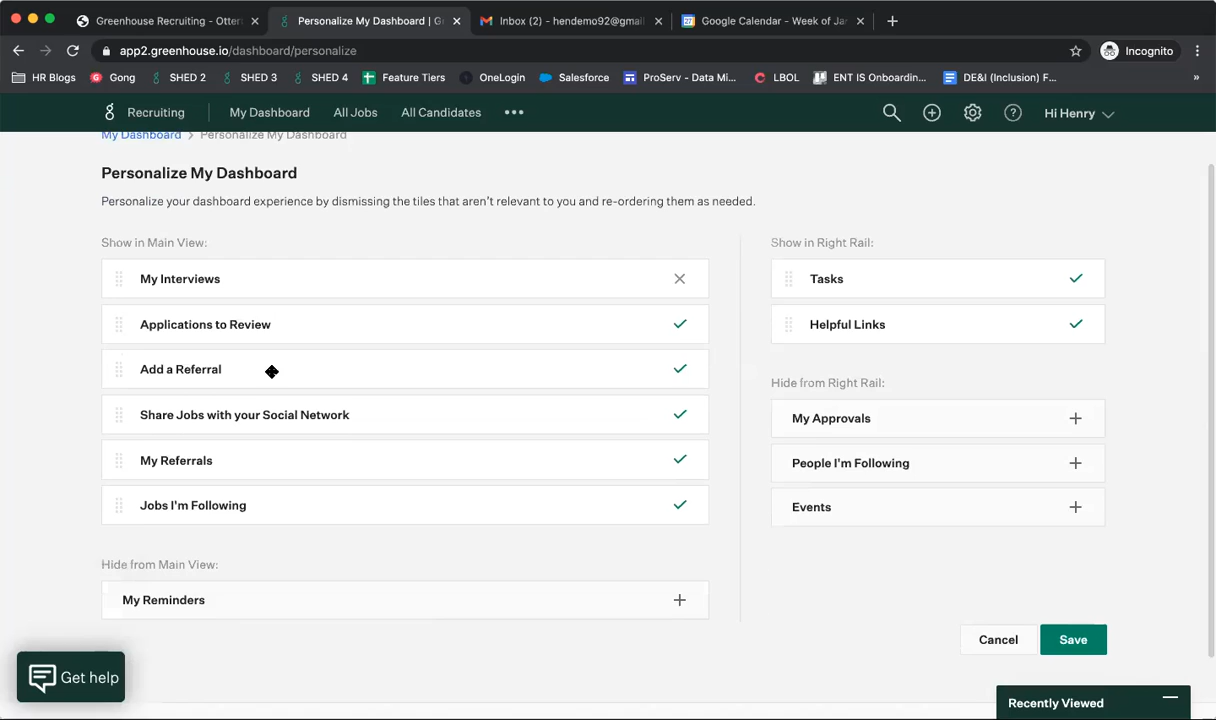 Greenhouse Recruiting - Otter
Personalize My Dashboard | G
Inbox (2) - hendemo92@gmail
Google Calendar - Week of Jan
app2.greenhouse.io/dashboard/personalize
Incognito
HR Blogs
Gong
SHED 2
SHED 3
SHED 4
Feature Tiers
OneLogin
Salesforce
ProServ - Data Mi...
LBOL
ENT IS Onboardin...
DE&I (Inclusion) F...
»
Recruiting
My Dashboard
All Jobs
All Candidates
•••
Hi Henry
My Dashboard > Personalize My Dashboard
Personalize My Dashboard
Personalize your dashboard experience by dismissing the tiles that aren't relevant to you and re-ordering them as needed.
Show in Main View:
My Interviews
Applications to Review
Add a Referral
Share Jobs with your Social Network
My Referrals
Jobs I'm Following
Hide from Main View:
My Reminders
Show in Right Rail:
Tasks
Helpful Links
Hide from Right Rail:
My Approvals
People I'm Following
Events
Cancel
Save
Get help
Recently Viewed